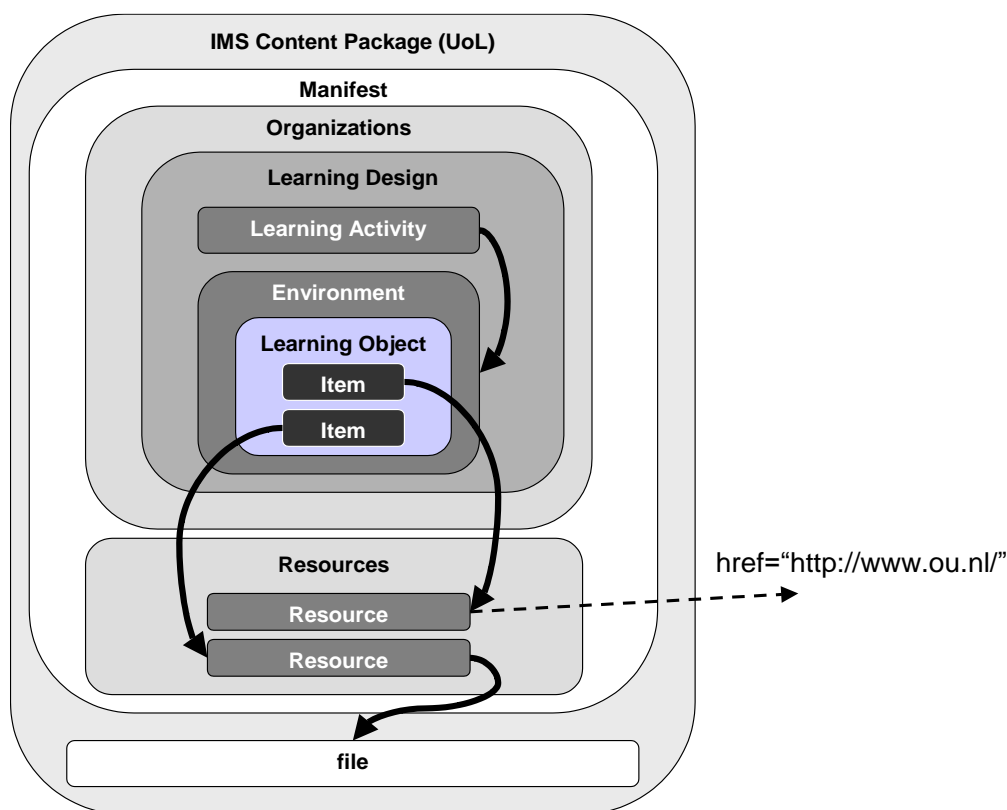 IMS Content Package (UoL)
Manifest
Organizations
Learning Design
Learning Activity
Environment
Learning Object
Item
Item
Resources
href=“http://www.ou.nl/”
Resource
Resource
file